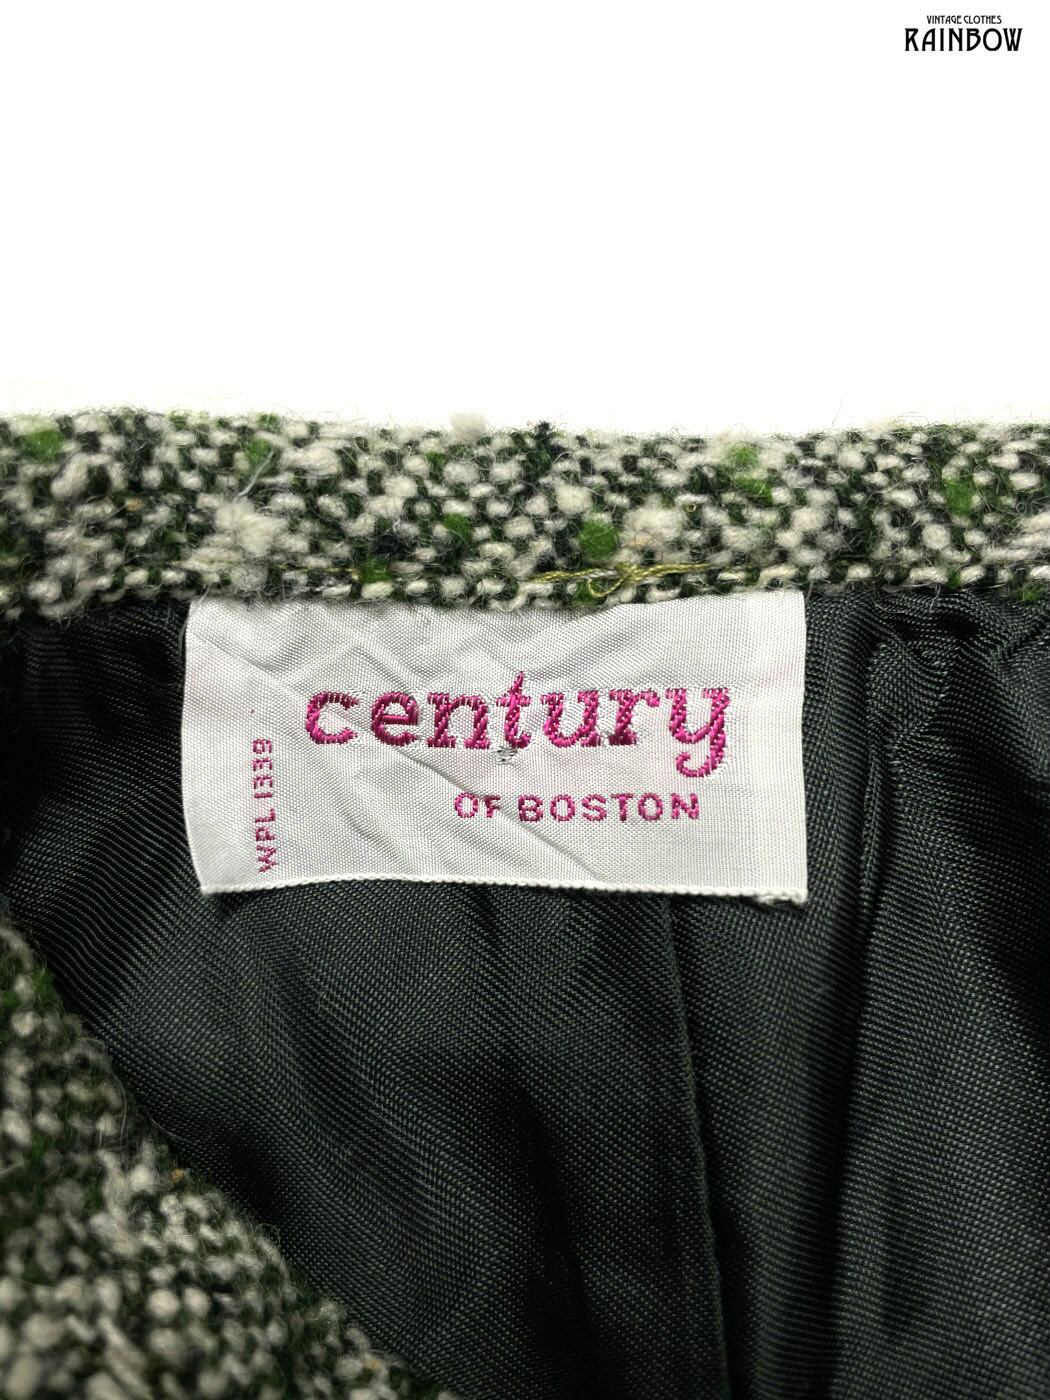 VINTAGE CLOTHES
RAINBOW
century
OF BOSTON
WPL 1339